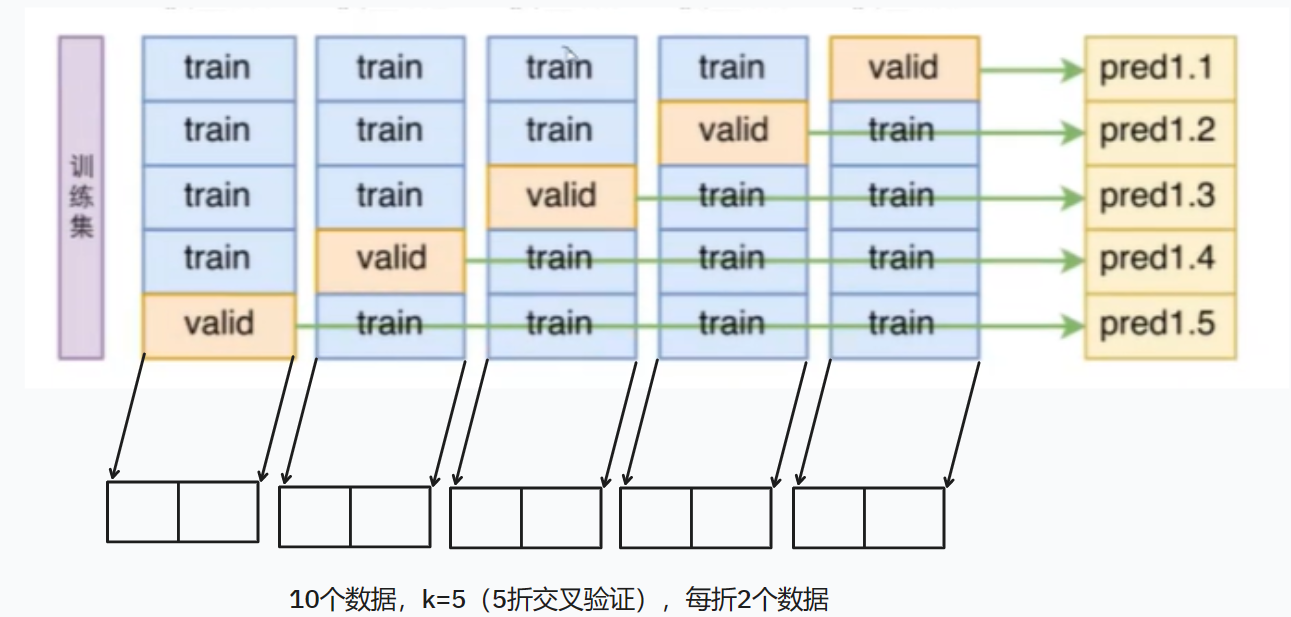 训练集
train train train train valid pred1.1
train train train valid train pred1.2
train train valid train train pred1.3
train valid train train train pred1.4
valid train train train train pred1.5
10个数据，k=5（5折交叉验证），每折2个数据